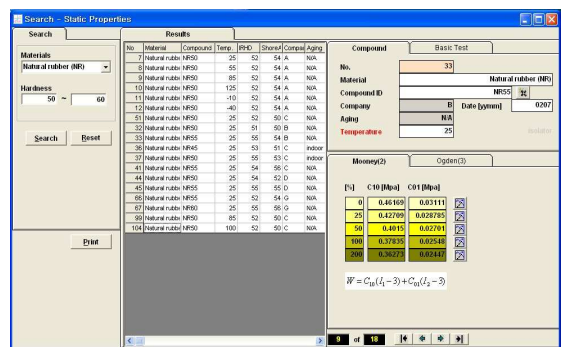 Search - Static Properties
Search
Materials
Natural rubber (NR)
Hardness
50 ~ 60
Search Reset
Print
Results
No Material Compound Temp. IRHD ShoreA Compan Aging
7 Natural rubbe NR50 25 52 54 A N/A
8 Natural rubbe NR50 55 52 54 A N/A
9 Natural rubbe NR50 85 52 54 A N/A
10 Natural rubbe NR50 125 52 54 A N/A
11 Natural rubbe NR50 -10 52 54 A N/A
12 Natural rubbe NR50 -40 52 54 A N/A
51 Natural rubbe NR50 25 52 50 C N/A
32 Natural rubbe NR50 25 51 50 B N/A
33 Natural rubbe NR55 25 55 54 B N/A
36 Natural rubbe NR45 25 53 51 C indoor
37 Natural rubbe NR50 25 55 53 C indoor
41 Natural rubbe NR55 25 54 56 C N/A
44 Natural rubbe NR50 25 54 52 D N/A
45 Natural rubbe NR55 25 55 55 D N/A
66 Natural rubbe NR55 25 52 54 G N/A
67 Natural rubbe NR60 25 55 56 G N/A
99 Natural rubbe NR50 85 52 50 C N/A
104 Natural rubbe NR50 100 52 50 C N/A
Compound Basic Test
No. 33
Material Natural rubber (NR)
Compound ID NR55
Company B Date [yymm] 0207
Aging N/A
Temperature 25
Mooney(2) Ogden(3)
[%] C10 [Mpa] C01 [Mpa]
0 0.46169 0.03111
25 0.42709 0.028785
50 0.4015 0.02701
100 0.37835 0.02548
200 0.36273 0.02447
W = C10(I1 − 3) + C01(I2 − 3)
9 of 18